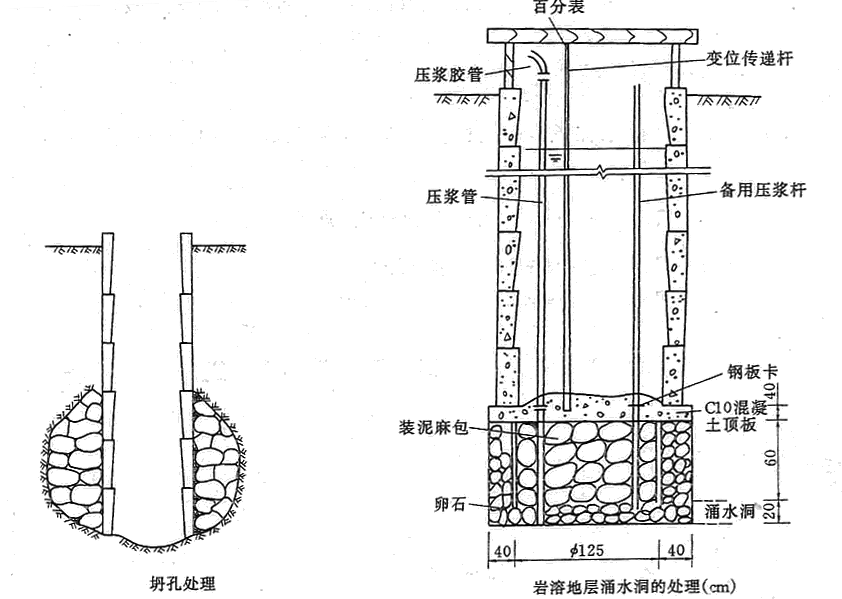 百分表
变位传递杆
压浆胶管
压浆管
备用压浆杆
钢板卡
40
C10混凝
土顶板
装泥麻包
60
卵石
涌水洞
20
40
φ125
40
坍孔处理
岩溶地层涌水洞的处理(cm)